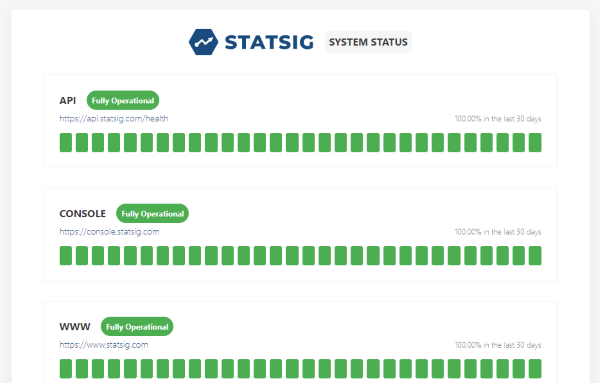 STATSIG SYSTEM STATUS
API Fully Operational
https://api.statsig.com/health 100.00% in the last 30 days
CONSOLE Fully Operational
https://console.statsig.com 100.00% in the last 30 days
WWW Fully Operational
https://www.statsig.com 100.00% in the last 30 days